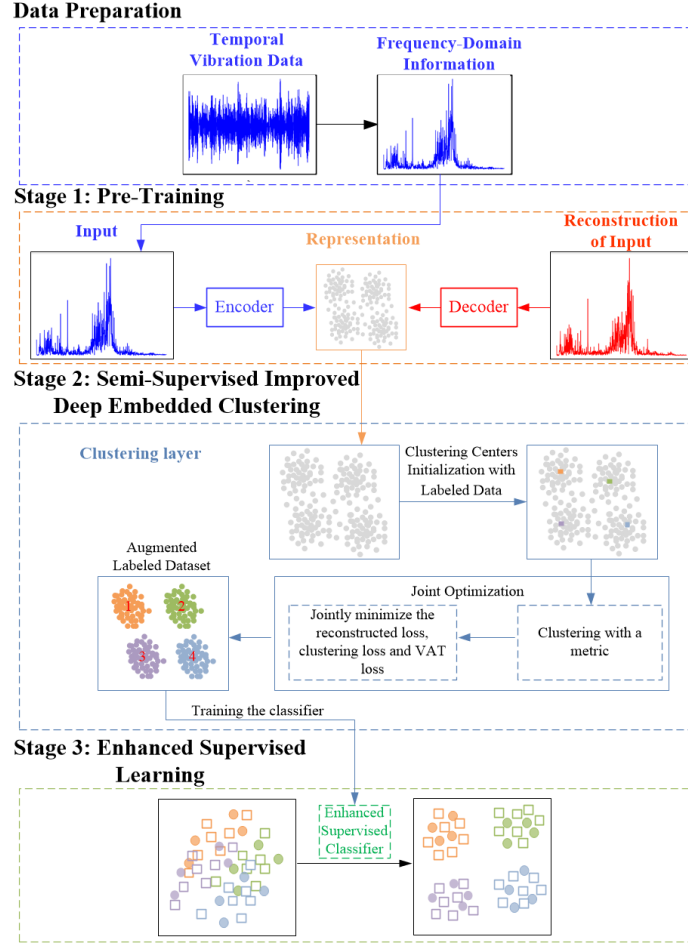 Data Preparation
Temporal
Vibration Data
Frequency-Domain
Information
Stage 1: Pre-Training
Input
Representation
Reconstruction
of Input
Encoder
Decoder
Stage 2: Semi-Supervised Improved
Deep Embedded Clustering
Clustering layer
Clustering Centers
Initialization with
Labeled Data
Augmented
Labeled Dataset
1
2
3
4
Joint Optimization
Jointly minimize the
reconstructed loss,
clustering loss and VAT
loss
Clustering with a
metric
Training the classifier
Stage 3: Enhanced Supervised
Learning
Enhanced
Supervised
Classifier